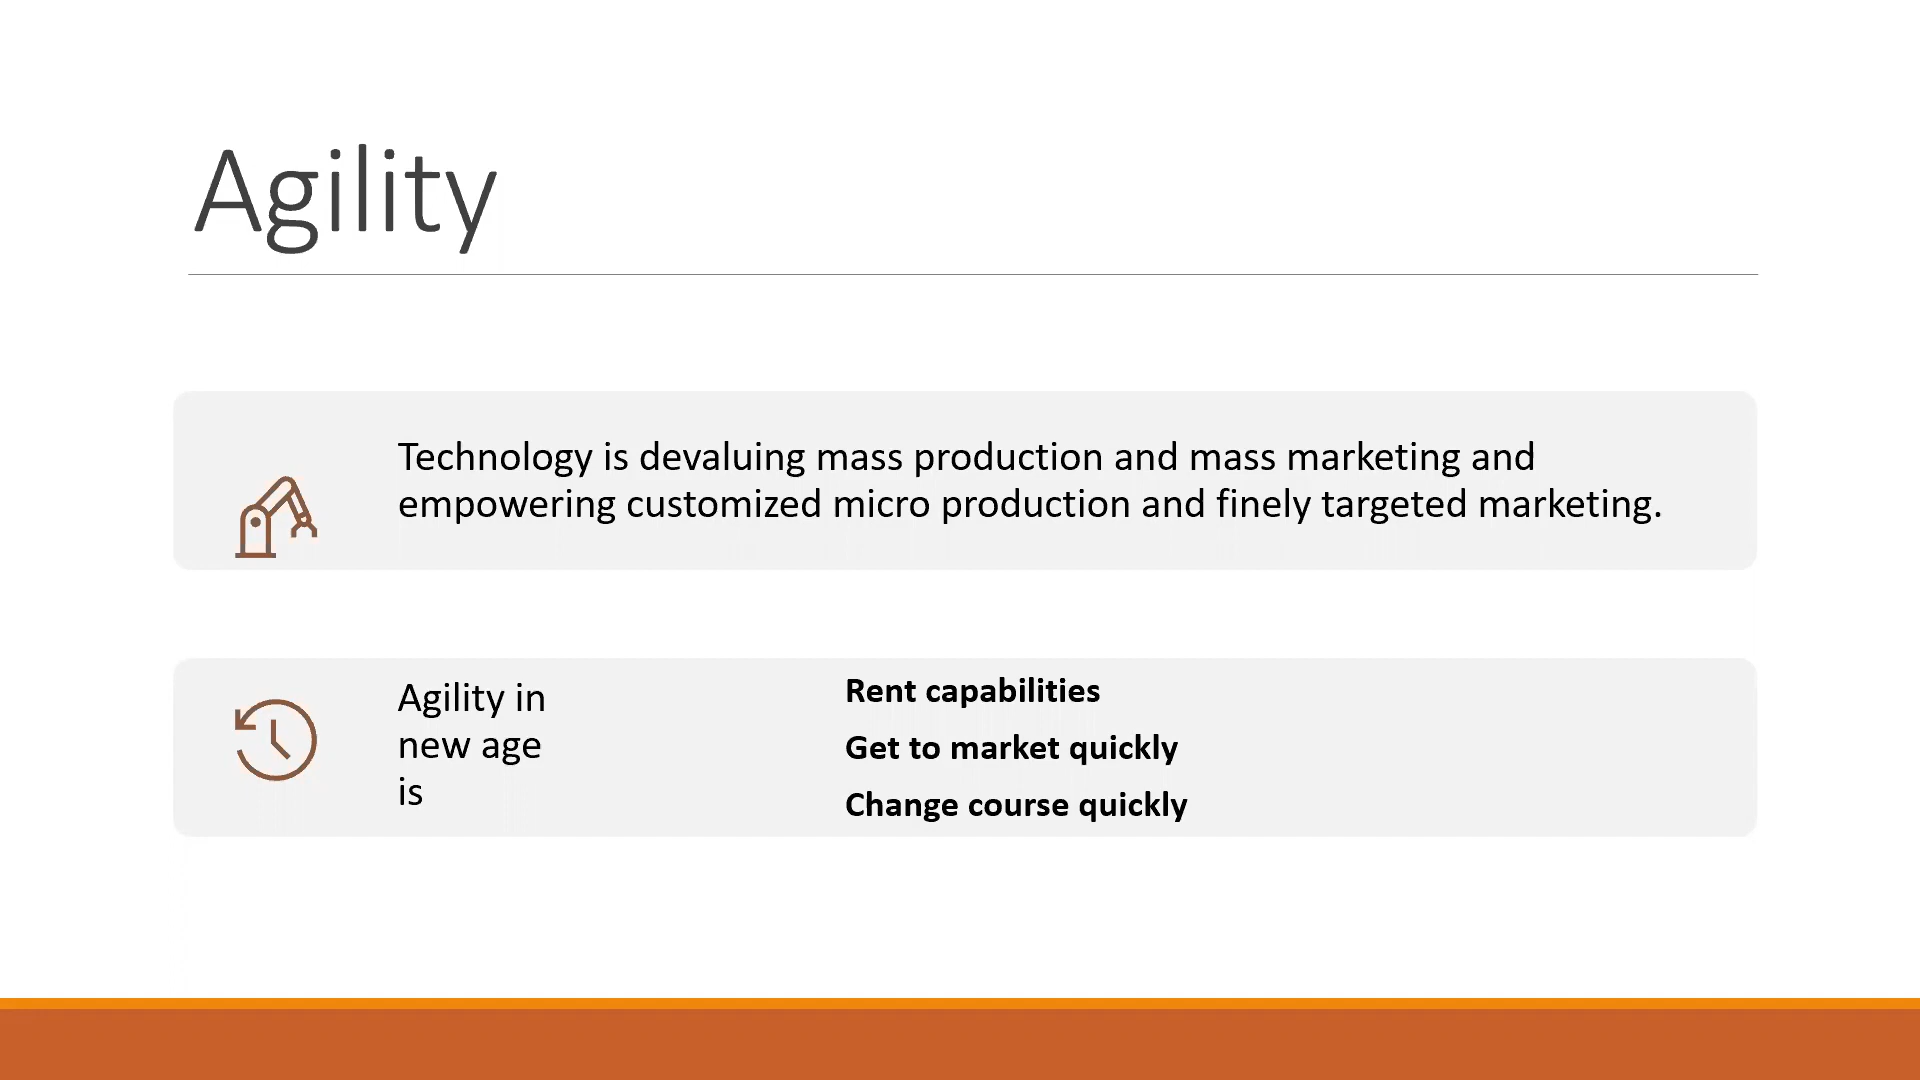 Agility
Technology is devaluing mass production and mass marketing and
empowering customized micro production and finely targeted marketing.
Agility in
new age
is
Rent capabilities
Get to market quickly
Change course quickly